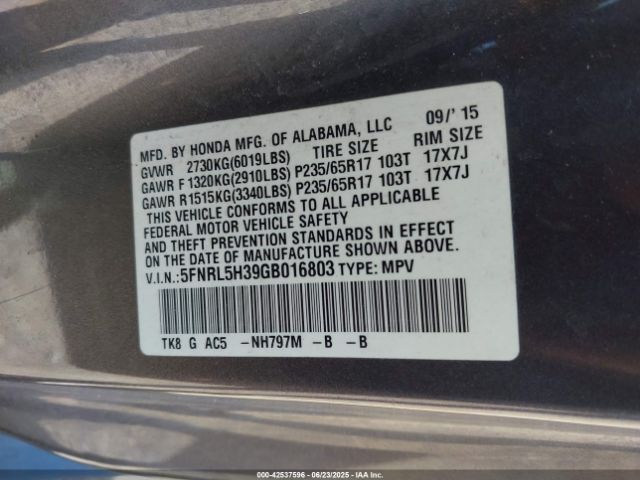 MFD. BY HONDA MFG. OF ALABAMA, LLC 09/' 15
GVWR 2730KG(6019LBS) TIRE SIZE RIM SIZE
GAWR F 1320KG(2910LBS) P235/65R17 103T 17X7J
GAWR R1515KG(3340LBS) P235/65R17 103T 17X7J
THIS VEHICLE CONFORMS TO ALL APPLICABLE
FEDERAL MOTOR VEHICLE SAFETY
AND THEFT PREVENTION STANDARDS IN EFFECT
ON THE DATE OF MANUFACTURE SHOWN ABOVE.
V.I.N.:5FNRL5H39GB016803 TYPE: MPV
TK8 G AC5 -NH797M -B -B
000-42537596 - 06/23/2025 - IAAI.com